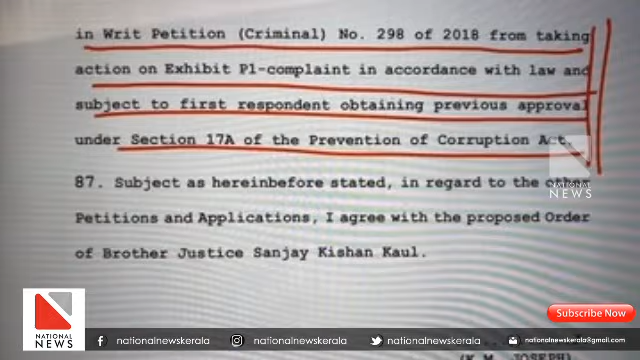 in Writ Petition (Criminal) No. 298 of 2018 from taking
action on Exhibit P1-complaint in accordance with law and
subject to first respondent obtaining previous approval
under Section 17A of the Prevention of Corruption Act.
87. Subject as hereinbefore stated, in regard to the other
Petitions and Applications, I agree with the proposed Order
of Brother Justice Sanjay Kishan Kaul.
NATIONAL
NEWS
Subscribe Now
NATIONAL
NEWS
nationalnewskerala
nationalnewskerala
nationalnewskerala
nationalnewskerala@gmail.com
(K.M. JOSEPH)